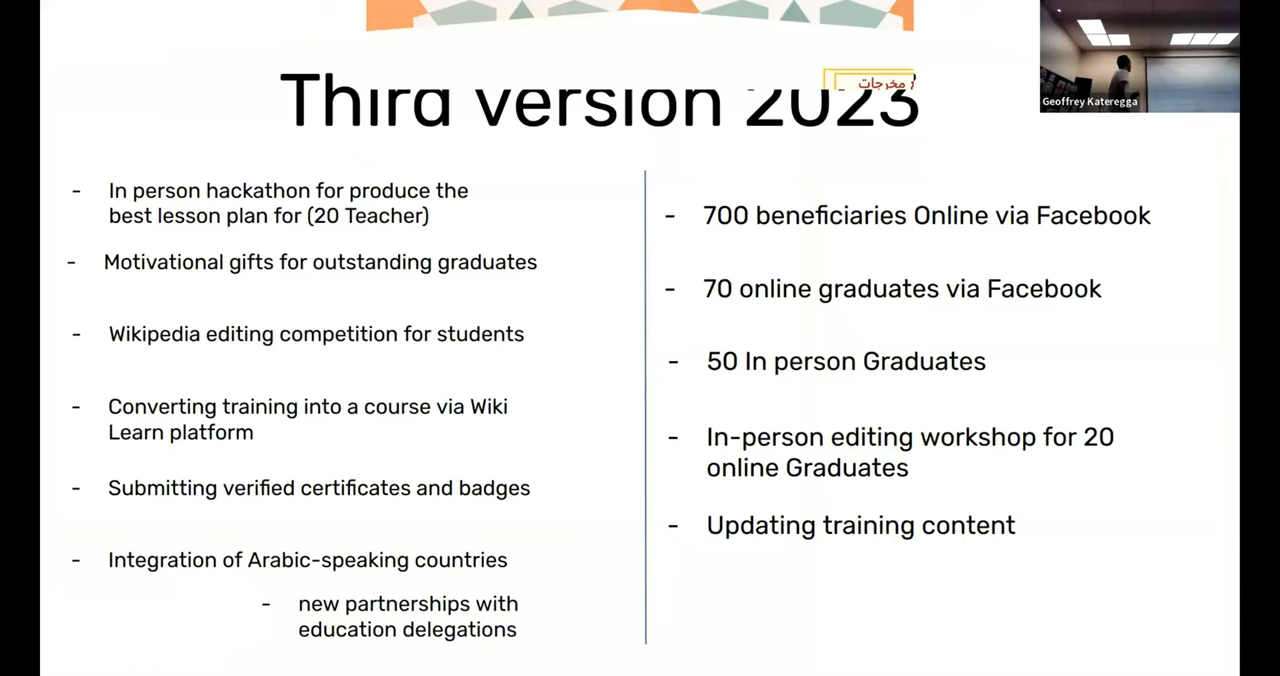 Third version 2023
مخرجات
Geoffrey Kateregga
- In person hackathon for produce the
best lesson plan for (20 Teacher)
- Motivational gifts for outstanding graduates
- Wikipedia editing competition for students
- Converting training into a course via Wiki
Learn platform
- Submitting verified certificates and badges
- Integration of Arabic-speaking countries
- new partnerships with
education delegations
- 700 beneficiaries Online via Facebook
- 70 online graduates via Facebook
- 50 In person Graduates
- In-person editing workshop for 20
online Graduates
- Updating training content